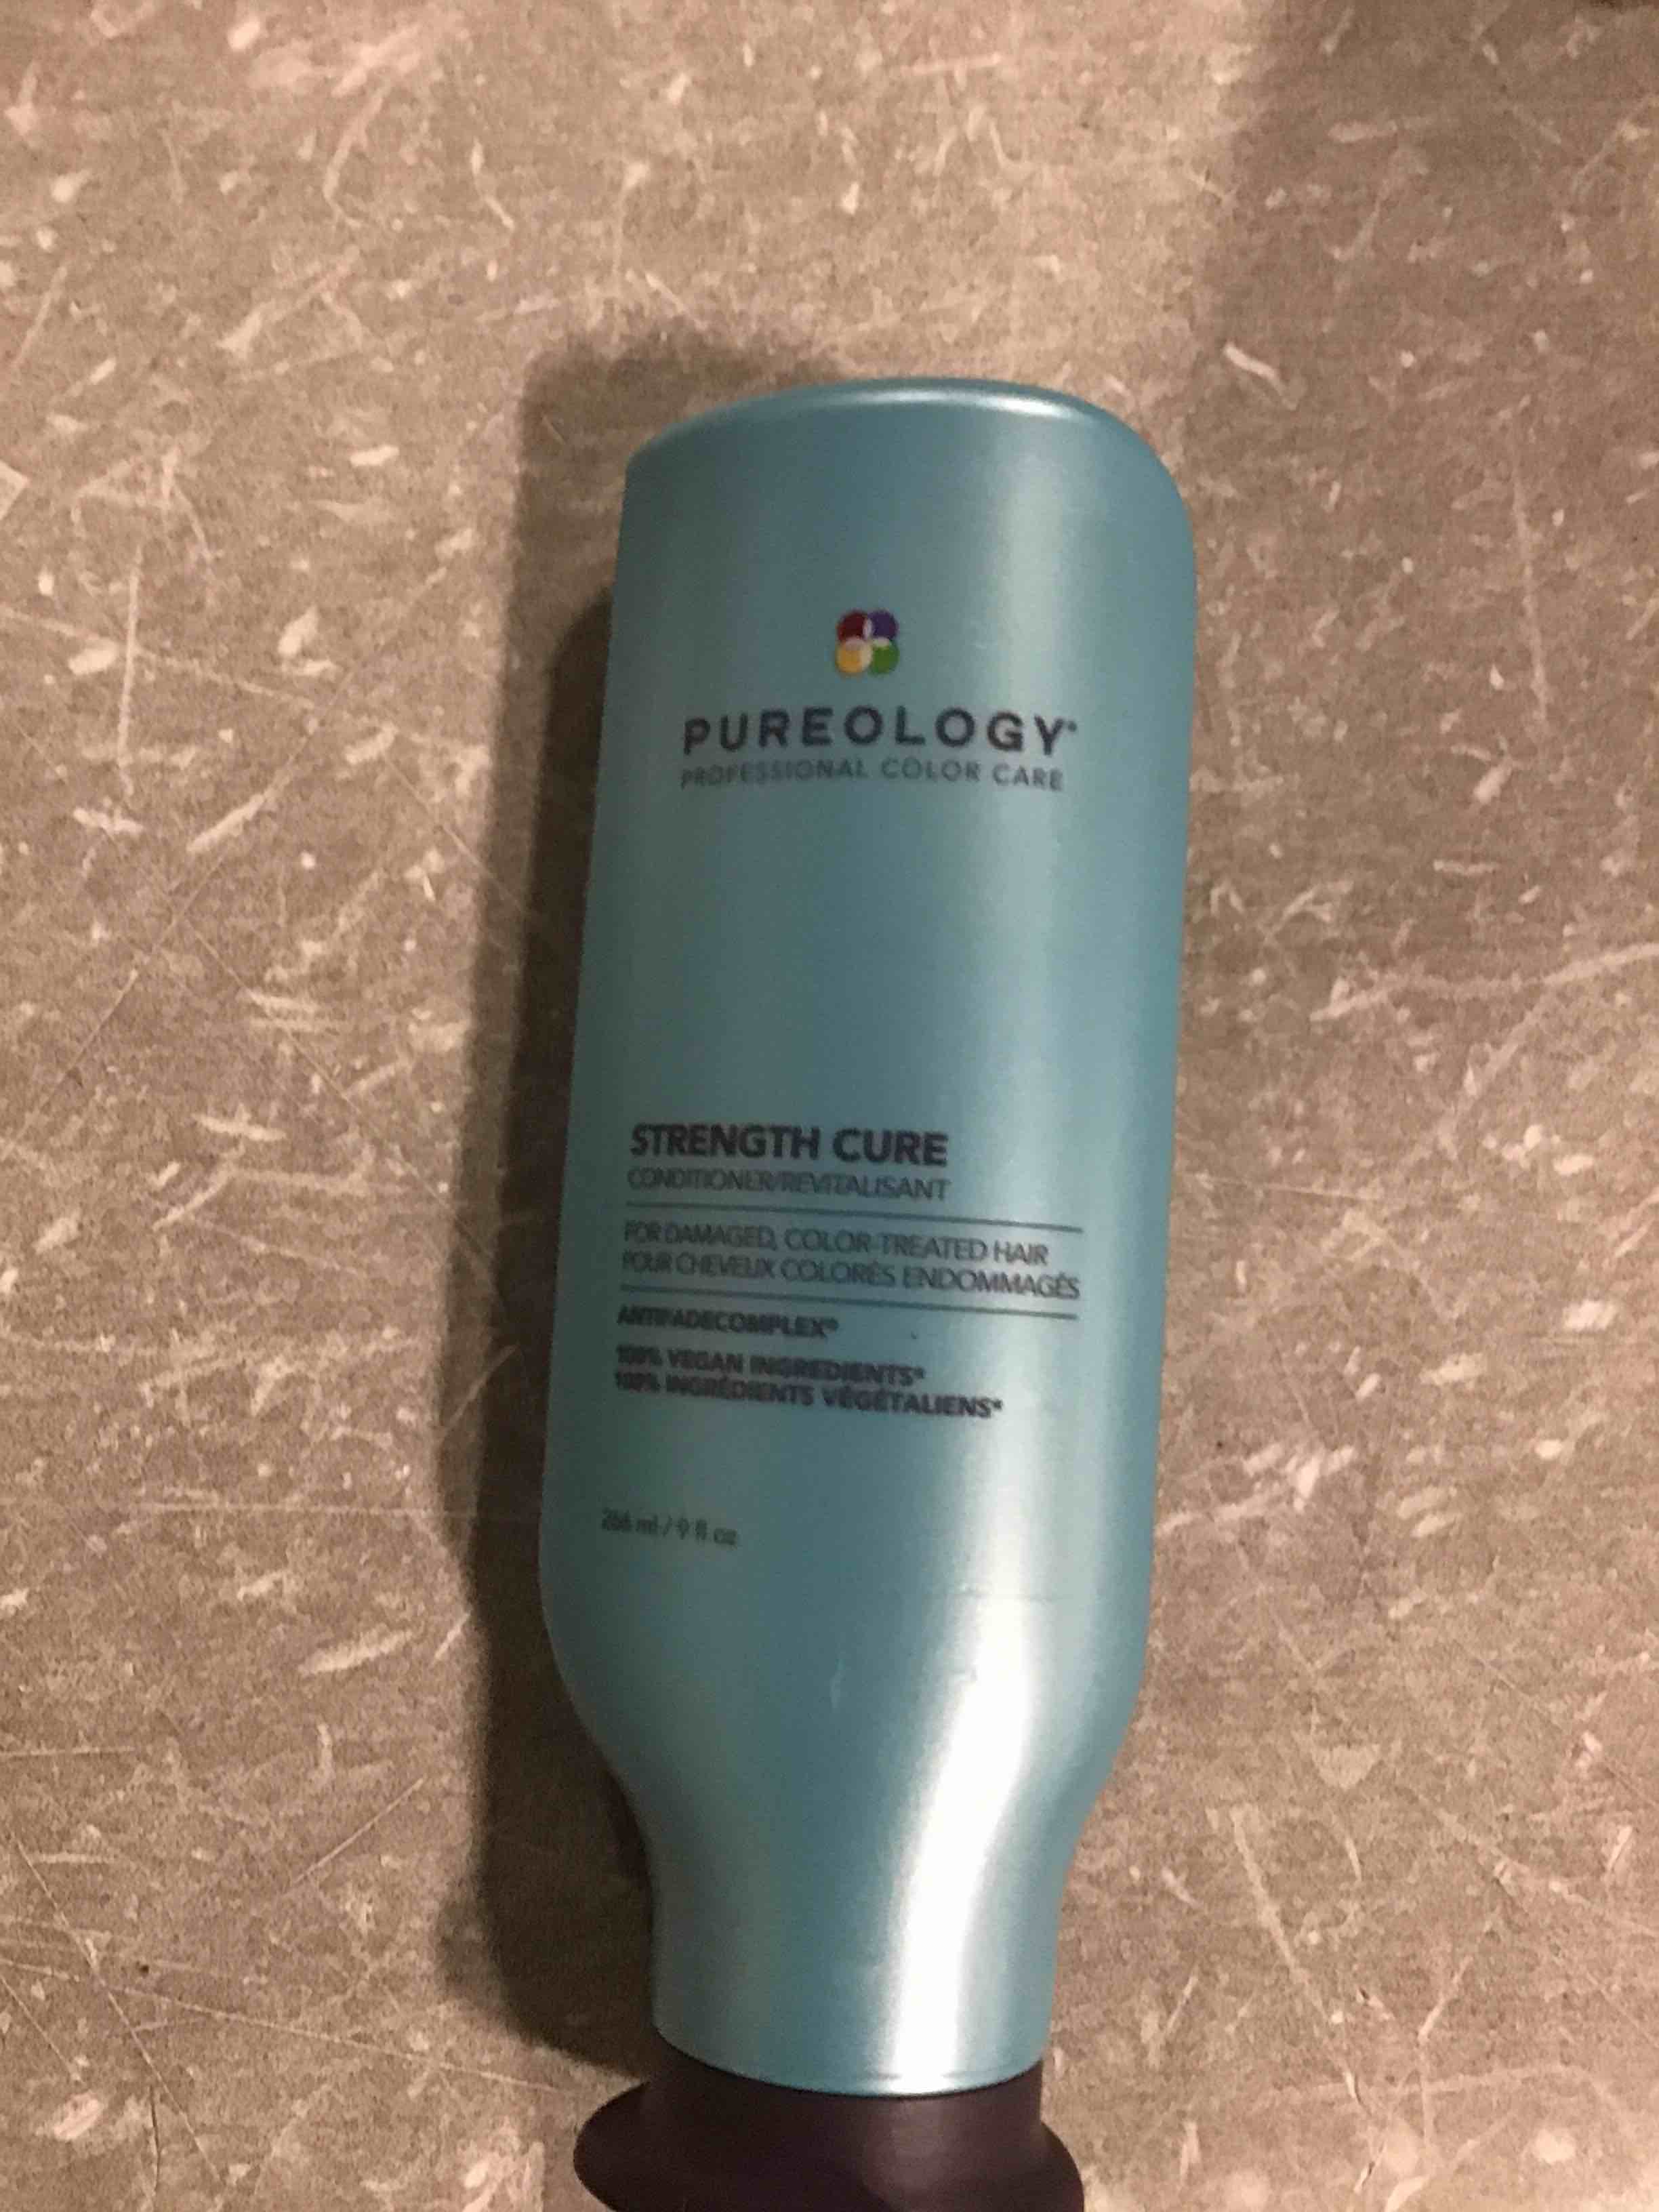 PUREOLOGY®
PROFESSIONAL COLOR CARE
STRENGTH CURE
CONDITIONER/REVITALISANT
FOR DAMAGED, COLOR-TREATED HAIR
POUR CHEVEUX COLORÉS ENDOMMAGÉS
ANTIFADECOMPLEX®
100% VEGAN INGREDIENTS*
100% INGRÉDIENTS VÉGÉTALIENS*
266 ml / 9 fl oz